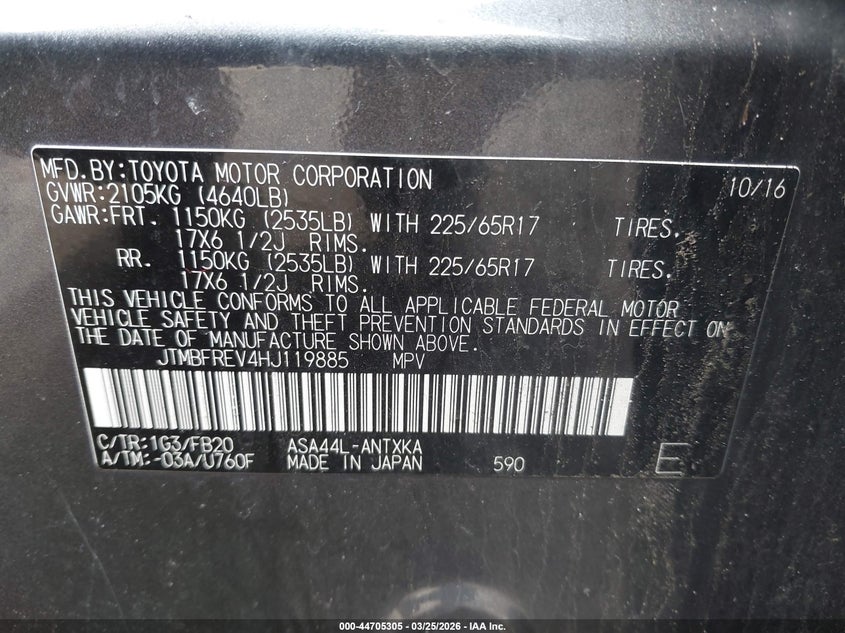 MFD.BY:TOYOTA MOTOR CORPORATION 10/16
GVWR:2105KG (4640LB)
GAWR:FRT. 1150KG (2535LB) WITH 225/65R17 TIRES.
17X6 1/2J RIMS.
RR. 1150KG (2535LB) WITH 225/65R17 TIRES.
17X6 1/2J RIMS.
THIS VEHICLE CONFORMS TO ALL APPLICABLE FEDERAL MOTOR
VEHICLE SAFETY AND THEFT PREVENTION STANDARDS IN EFFECT ON
THE DATE OF MANUFACTURE SHOWN ABOVE.
JTMBFREV4HJ119885 MPV
C/TR:1G3/FB20 ASA44L-ANTXKA
A/TM:-03A/U760F MADE IN JAPAN 590 E
000-44705305 - 03/25/2026 - IAA Inc.